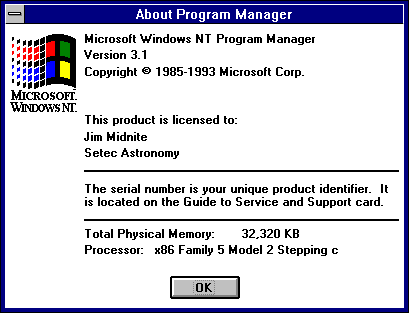 About Program Manager
Microsoft Windows NT Program Manager
Version 3.1
Copyright © 1985-1993 Microsoft Corp.
MICROSOFT.
WINDOWS NT.
This product is licensed to:
Jim Midnite
Setec Astronomy
The serial number is your unique product identifier. It
is located on the Guide to Service and Support card.
Total Physical Memory: 32,320 KB
Processor: x86 Family 5 Model 2 Stepping c
OK